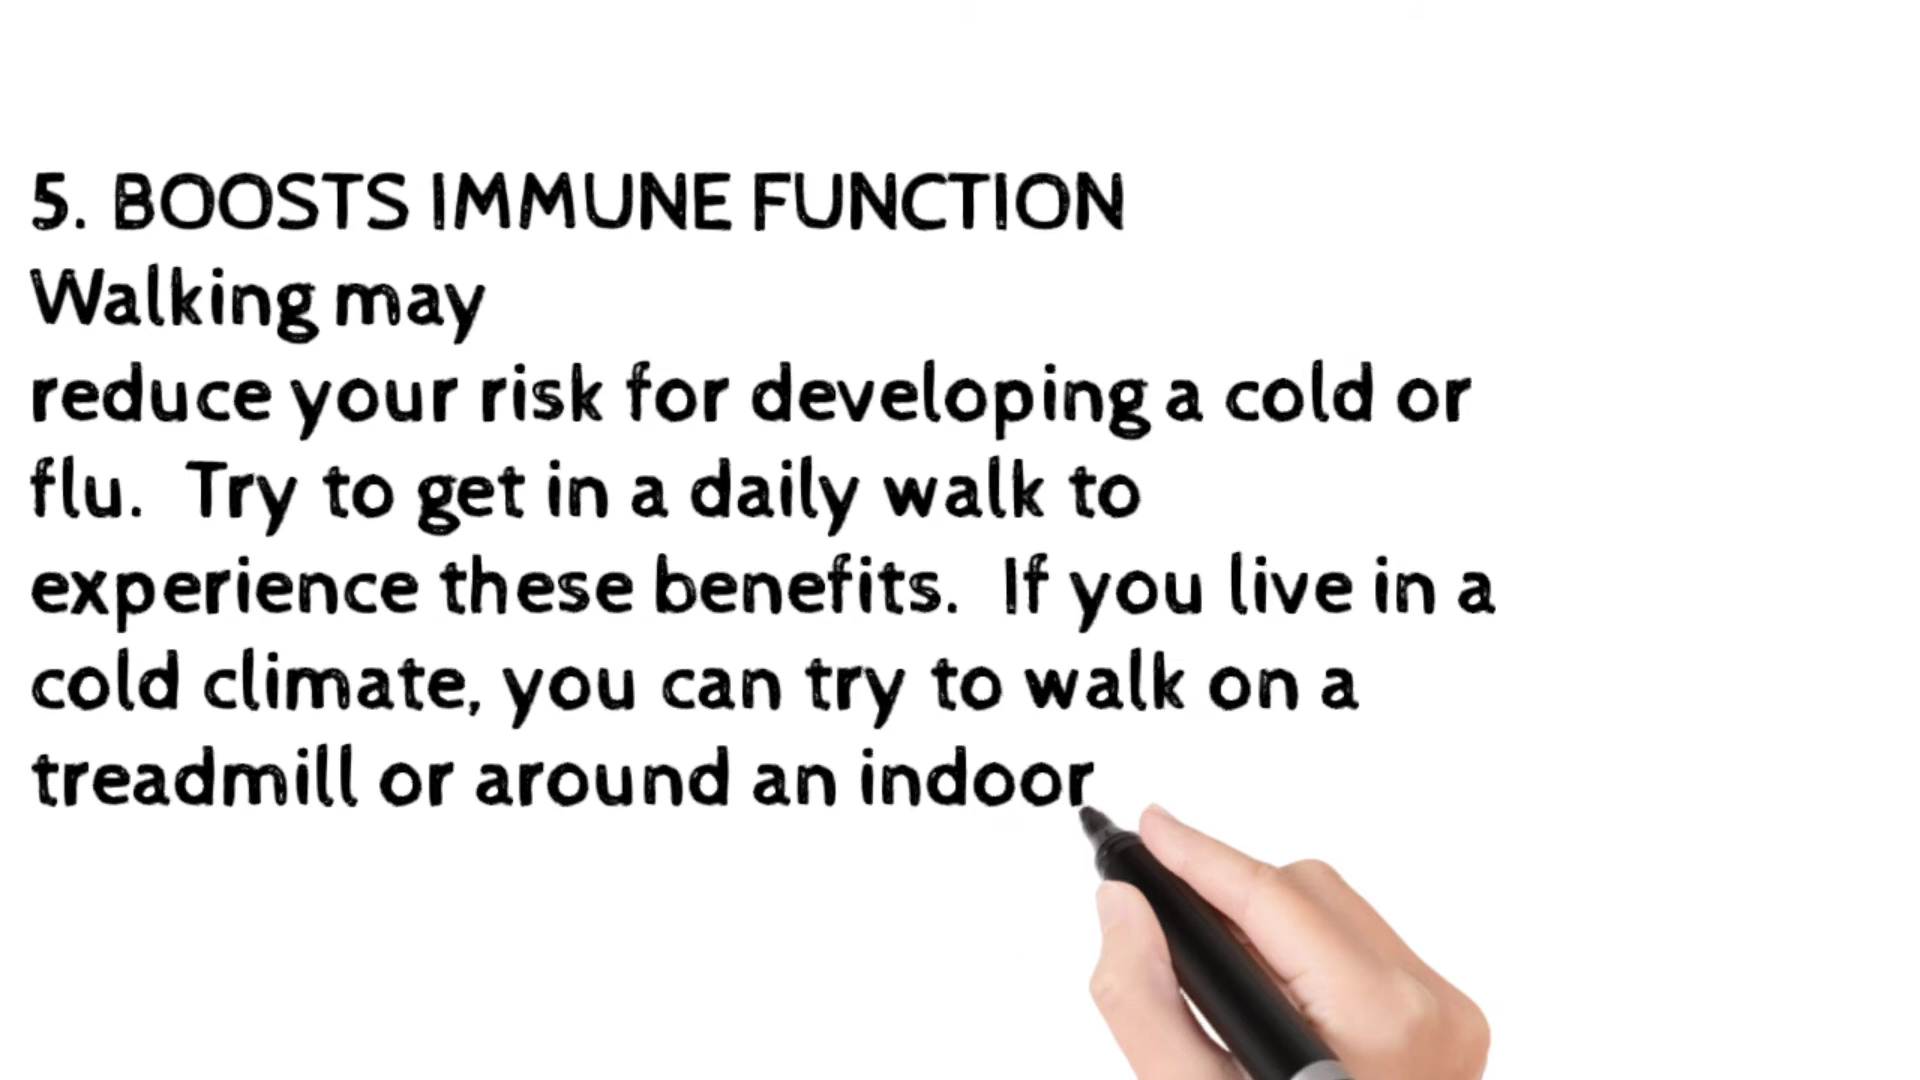 5. BOOSTS IMMUNE FUNCTION
Walking may
reduce your risk for developing a cold or
flu.  Try to get in a daily walk to
experience these benefits.  If you live in a
cold climate, you can try to walk on a
treadmill or around an indoor